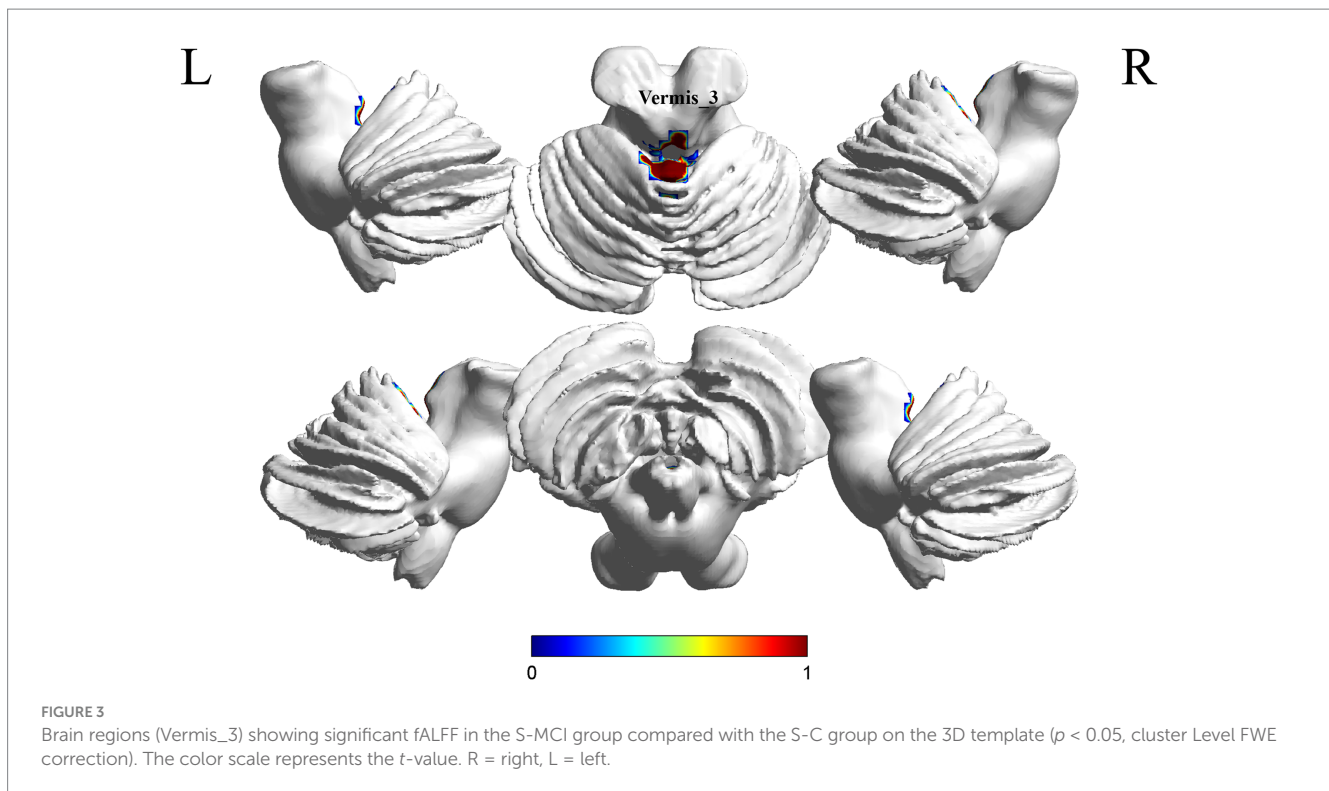 L
R
Vermis_3
0
1
FIGURE 3
Brain regions (Vermis_3) showing significant fALFF in the S-MCI group compared with the S-C group on the 3D template (p < 0.05, cluster Level FWE
correction). The color scale represents the t-value. R = right, L = left.